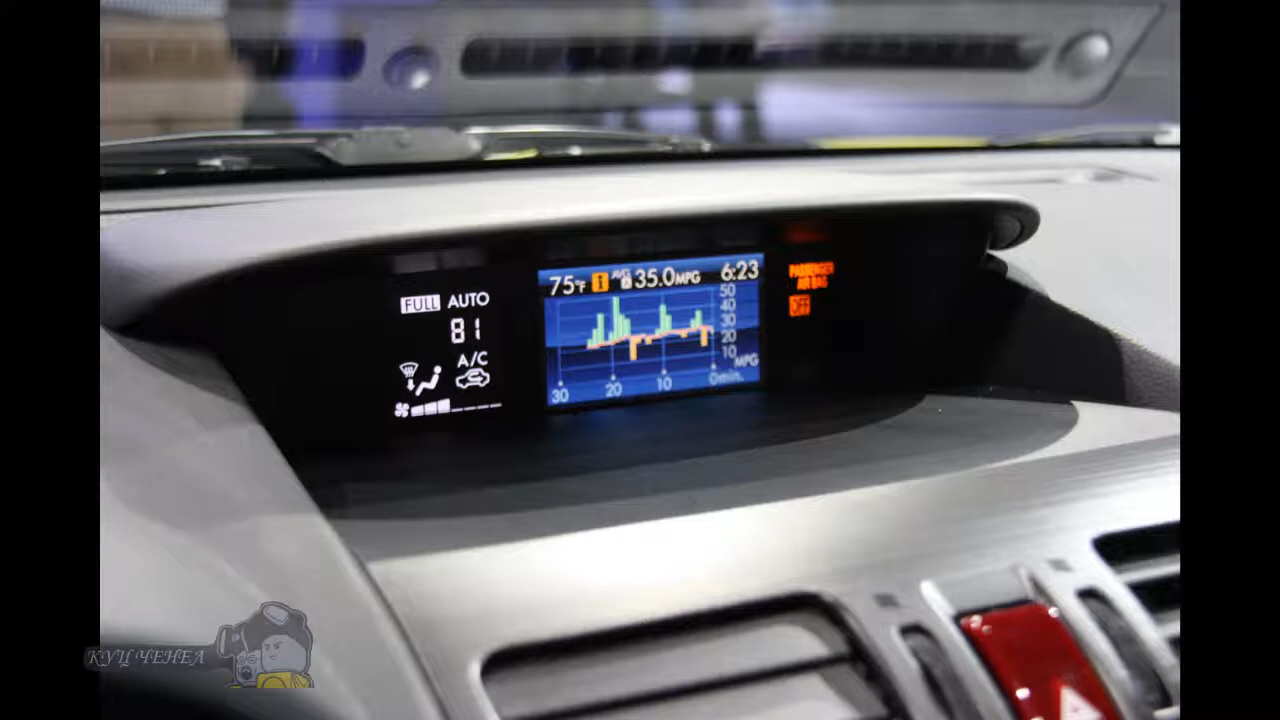 FULL AUTO
81
A/C
75°F i AVG 35.0MPG 6:23
50
40
30
20
10
MPG
30 20 10 0min.
PASSENGER
AIR BAG
OFF
КУЦ ЧЕНЕЛ